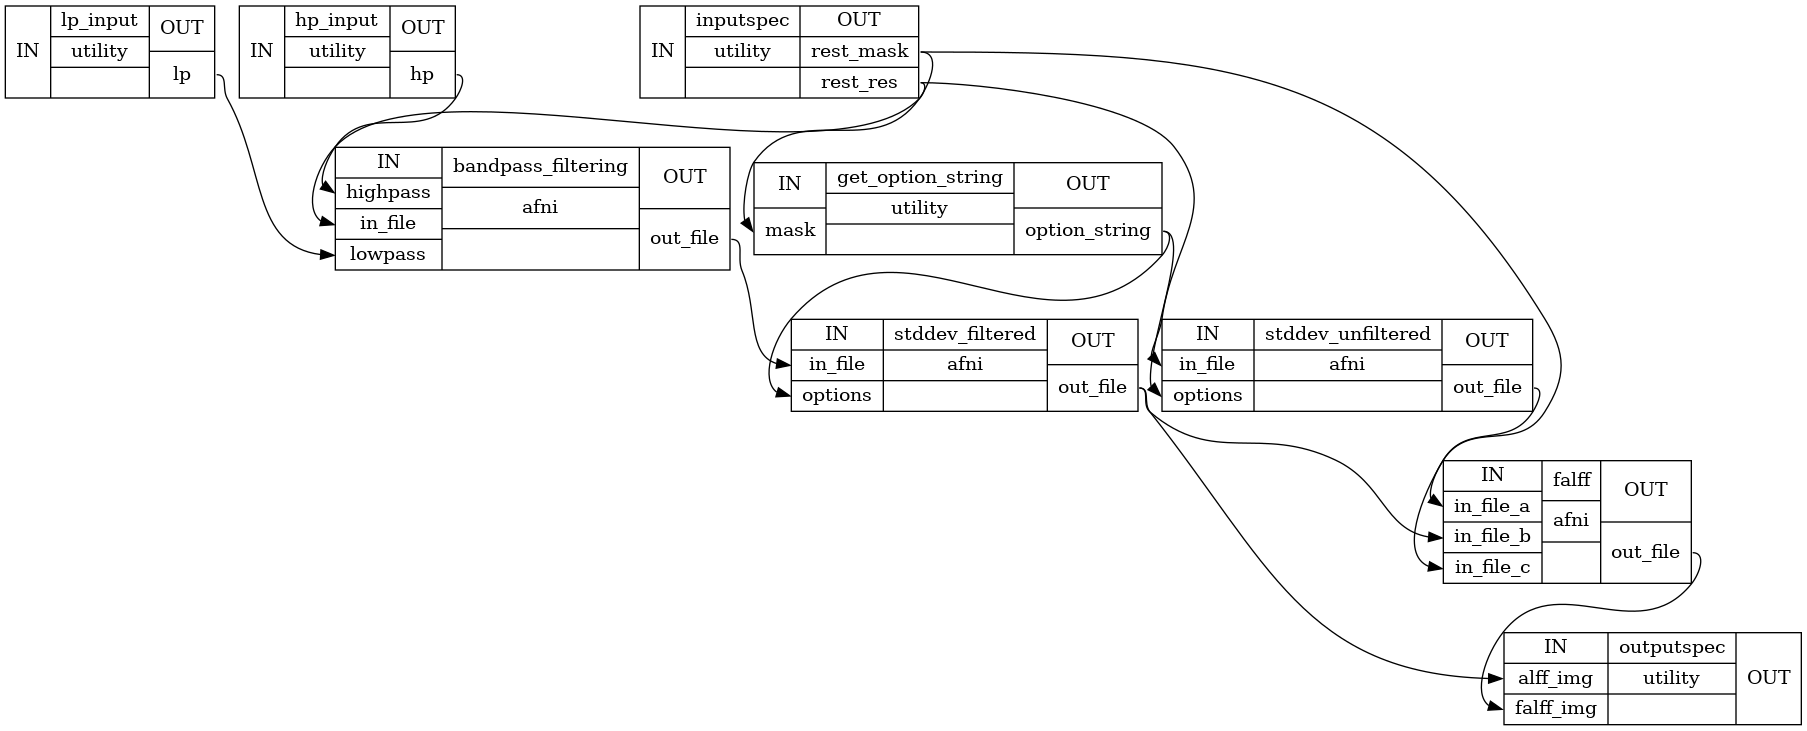 IN
lp_input
utility
OUT
lp
IN
hp_input
utility
OUT
hp
IN
inputspec
utility
OUT
rest_mask
rest_res
IN
highpass
in_file
lowpass
bandpass_filtering
afni
OUT
out_file
IN
mask
get_option_string
utility
OUT
option_string
IN
in_file
options
stddev_filtered
afni
OUT
out_file
IN
in_file
options
stddev_unfiltered
afni
OUT
out_file
IN
in_file_a
in_file_b
in_file_c
falff
afni
OUT
out_file
IN
alff_img
falff_img
outputspec
utility
OUT